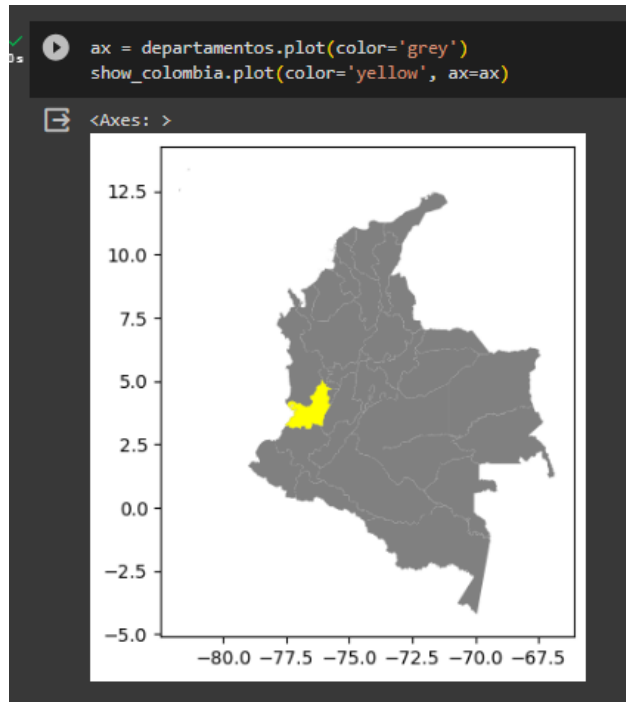 ax = departamentos.plot(color='grey')
show_colombia.plot(color='yellow', ax=ax)
0s
<Axes: >
12.5
10.0
7.5
5.0
2.5
0.0
−2.5
−5.0
−80.0 −77.5 −75.0 −72.5 −70.0 −67.5